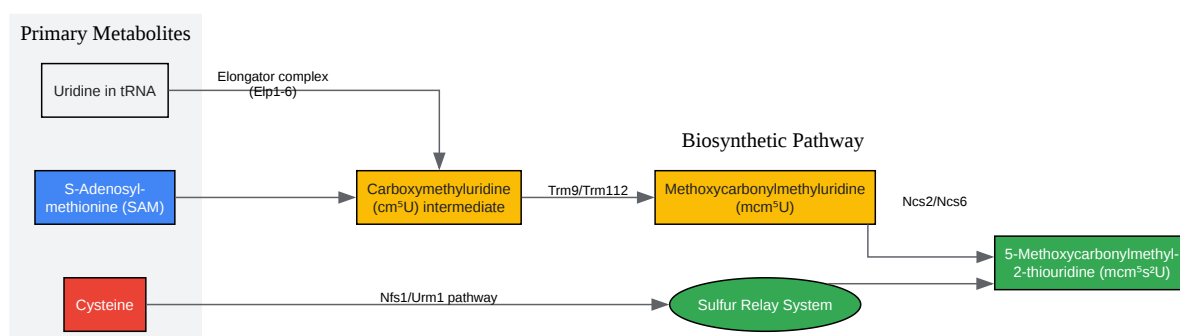 Primary Metabolites
Uridine in tRNA
Elongator complex
(Elp1-6)
Biosynthetic Pathway
S-Adenosyl-
methionine (SAM)
Carboxymethyluridine
(cm⁵U) intermediate
Trm9/Trm112
Methoxycarbonylmethyluridine
(mcm⁵U)
Ncs2/Ncs6
5-Methoxycarbonylmethyl-
2-thiouridine (mcm⁵s²U)
Cysteine
Nfs1/Urm1 pathway
Sulfur Relay System